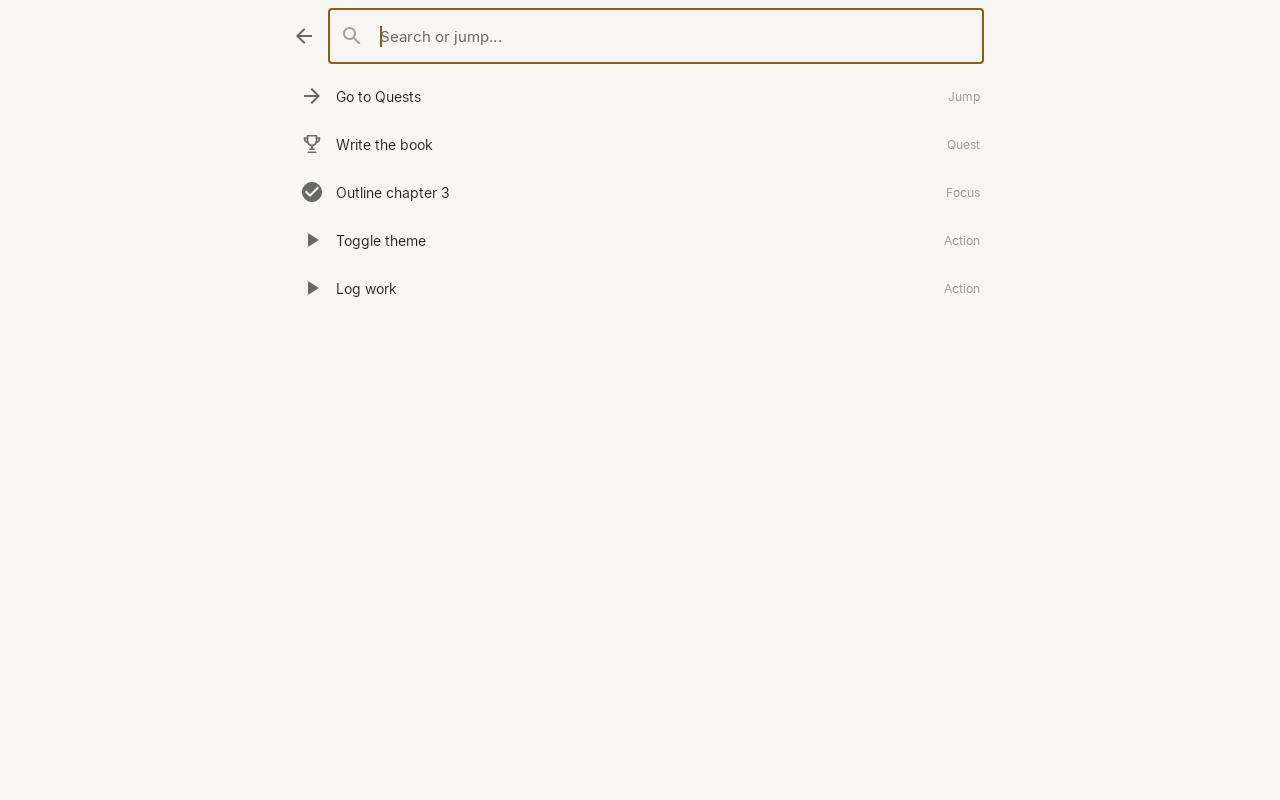 Search or jump...
Go to Quests Jump
Write the book Quest
Outline chapter 3 Focus
Toggle theme Action
Log work Action